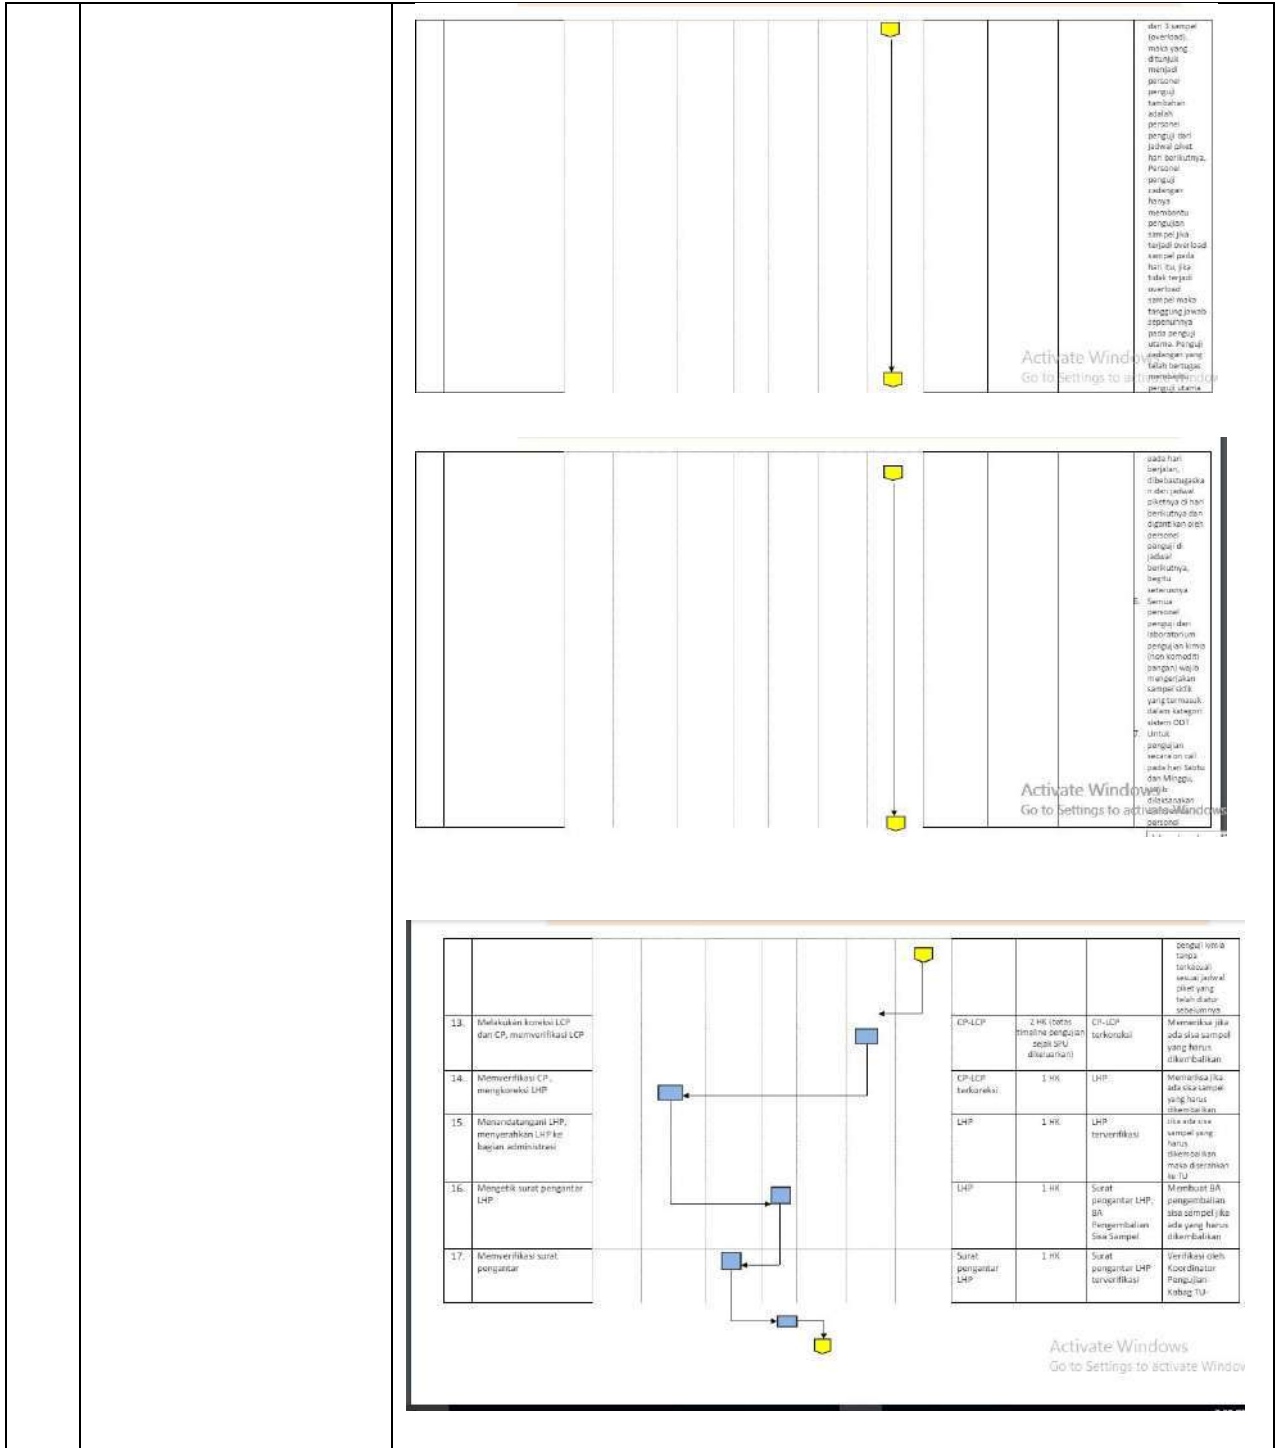 dari 3 sampel
(overload),
maka yang
ditunjuk
menjadi
personel
penguji
tambahan
adalah
personel
penguji dari
jadwal piket
hari berikutnya.
Personel
penguji
cadangan
hanya
membantu
pengujian
sampel jika
terjadi overload
sampel pada
hari itu, jika
tidak terjadi
overload
sampel maka
tanggung jawab
sepenuhnya
pada penguji
utama. Penguji
cadangan yang
telah bertugas
membantu
penguji utama
Activate Windows
Go to Settings to activate Window
pada hari
berjalan,
dibebastugaska
n dari jadwal
piketnya di hari
berikutnya dan
digantikan oleh
personel
penguji di
jadwal
berikutnya,
begitu
seterusnya
6. Semua
personel
penguji dari
laboratorium
pengujian kimia
(non komoditi
pangan) wajib
mengerjakan
sampel sidik
yang termasuk
dalam kategori
sistem ODT
7. Untuk
pengujian
secara on call
pada hari Sabtu
dan Minggu,
wajib
dilaksanakan
personel
Activate Windows
Go to Settings to activate Windows
penguji kimia
tanpa
terkecuali
sesuai jadwal
piket yang
telah diatur
sebelumnya
13. Melakukan koreksi LCP
dan CP, memverifikasi LCP
CP-LCP
2 HK (batas
timeline pengujian
sejak SPU
dikeluarkan)
CP-LCP
terkoreksi
Memeriksa jika
ada sisa sampel
yang harus
dikembalikan
14. Memverifikasi CP,
mengkoreksi LHP
CP-LCP
terkoreksi
1 HK
LHP
Memeriksa jika
ada sisa sampel
yang harus
dikembalikan
15. Menandatangani LHP,
menyerahkan LHP ke
bagian administrasi
LHP
1 HK
LHP
terverifikasi
Jika ada sisa
sampel yang
harus
dikembalikan
maka diserahkan
ke TU
16. Mengetik surat pengantar
LHP
LHP
1 HK
Surat
pengantar LHP,
BA
Pengembalian
Sisa Sampel
Membuat BA
pengembalian
sisa sampel jika
ada yang harus
dikembalikan
17. Memverifikasi surat
pengantar
Surat
pengantar
LHP
1 HK
Surat
pengantar LHP
terverifikasi
Verifikasi oleh
Koordinator
Pengujian
Kabag TU-
Activate Windows
Go to Settings to activate Window